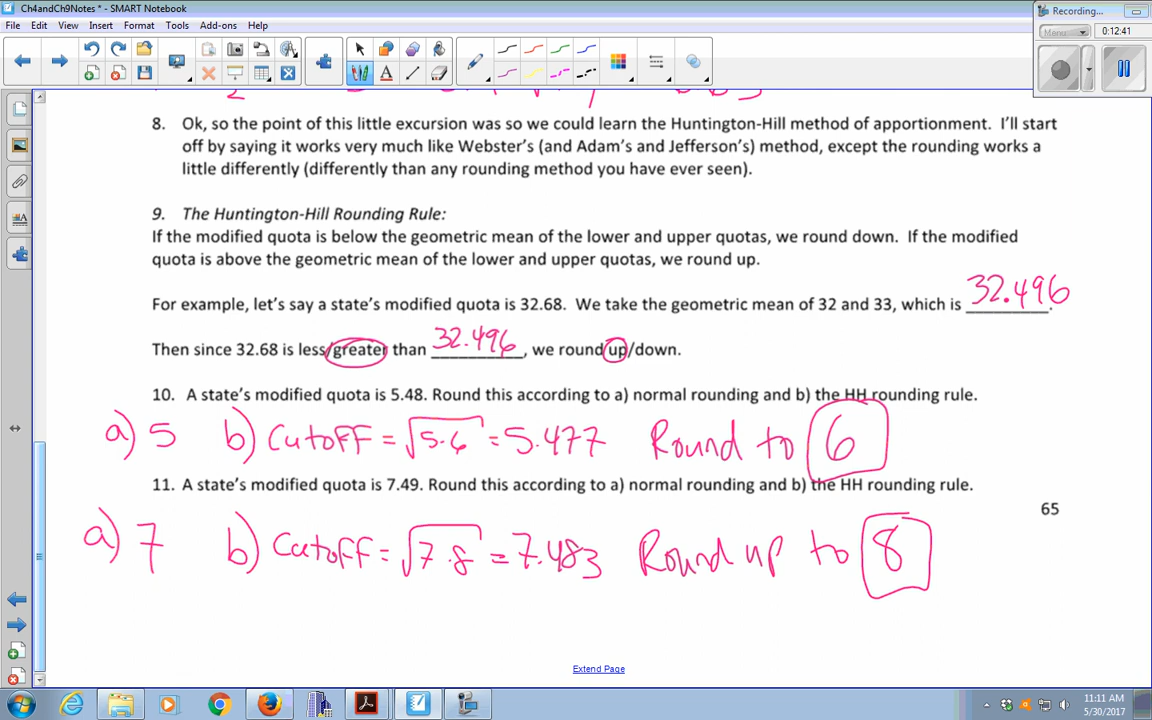 Ch4andCh9Notes * - SMART Notebook
Recording...
File Edit View Insert Format Tools Add-ons Help
Menu
0:12:41
8. Ok, so the point of this little excursion was so we could learn the Huntington-Hill method of apportionment. I'll start
off by saying it works very much like Webster's (and Adam's and Jefferson's) method, except the rounding works a
little differently (differently than any rounding method you have ever seen).
9. The Huntington-Hill Rounding Rule:
If the modified quota is below the geometric mean of the lower and upper quotas, we round down. If the modified
quota is above the geometric mean of the lower and upper quotas, we round up.
For example, let's say a state's modified quota is 32.68. We take the geometric mean of 32 and 33, which is 32.496.
Then since 32.68 is less/greater than 32.496, we round up/down.
10. A state's modified quota is 5.48. Round this according to a) normal rounding and b) the HH rounding rule.
a) 5 b) Cutoff = √5·6 = 5.477 Round to 6
11. A state's modified quota is 7.49. Round this according to a) normal rounding and b) the HH rounding rule.
65
a) 7 b) Cutoff = √7·8 = 7.483 Round up to 8
Extend Page
11:11 AM
5/30/2017